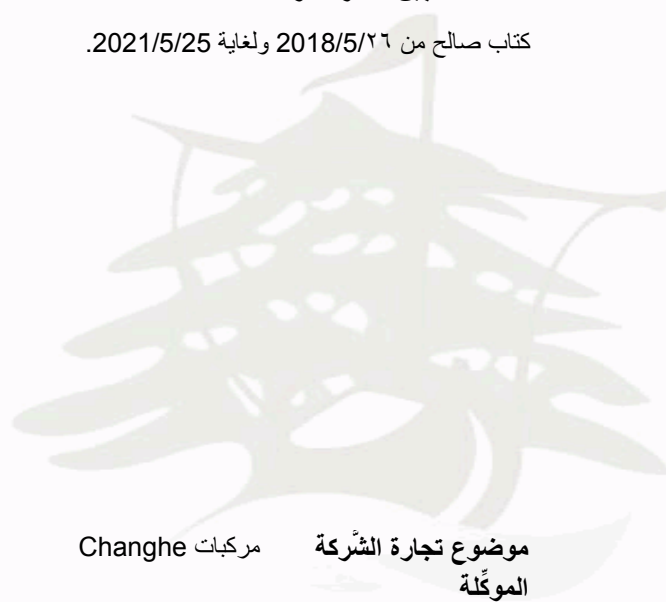 كتاب صالح من ٢٦/2018/5 ولغاية 2021/5/25.
موضوع تجارة الشَّركة مركبات Changhe
الموكِّلة